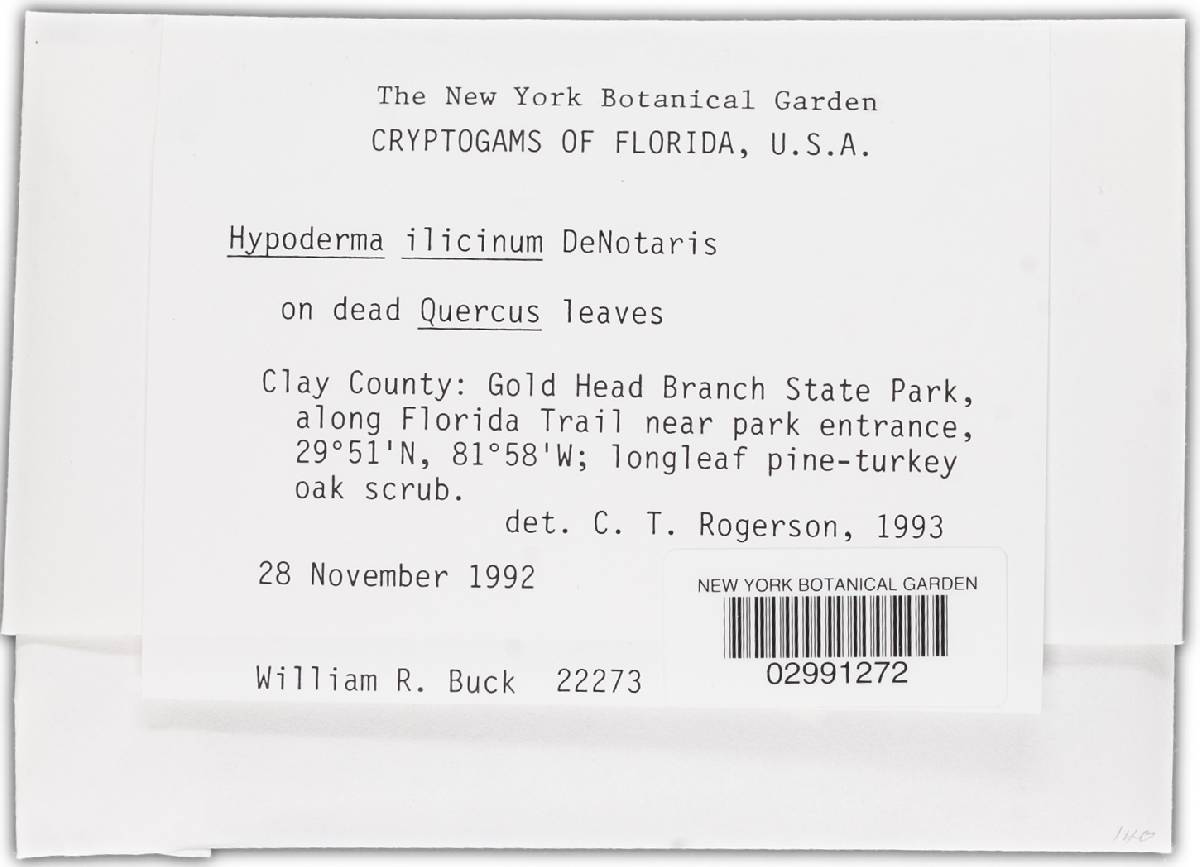 The New York Botanical Garden
CRYPTOGAMS OF FLORIDA, U.S.A.
Hypoderma ilicinum DeNotaris
on dead Quercus leaves
Clay County: Gold Head Branch State Park,
along Florida Trail near park entrance,
29°51'N, 81°58'W; longleaf pine-turkey
oak scrub.
det. C. T. Rogerson, 1993
28 November 1992
NEW YORK BOTANICAL GARDEN
02991272
William R. Buck 22273